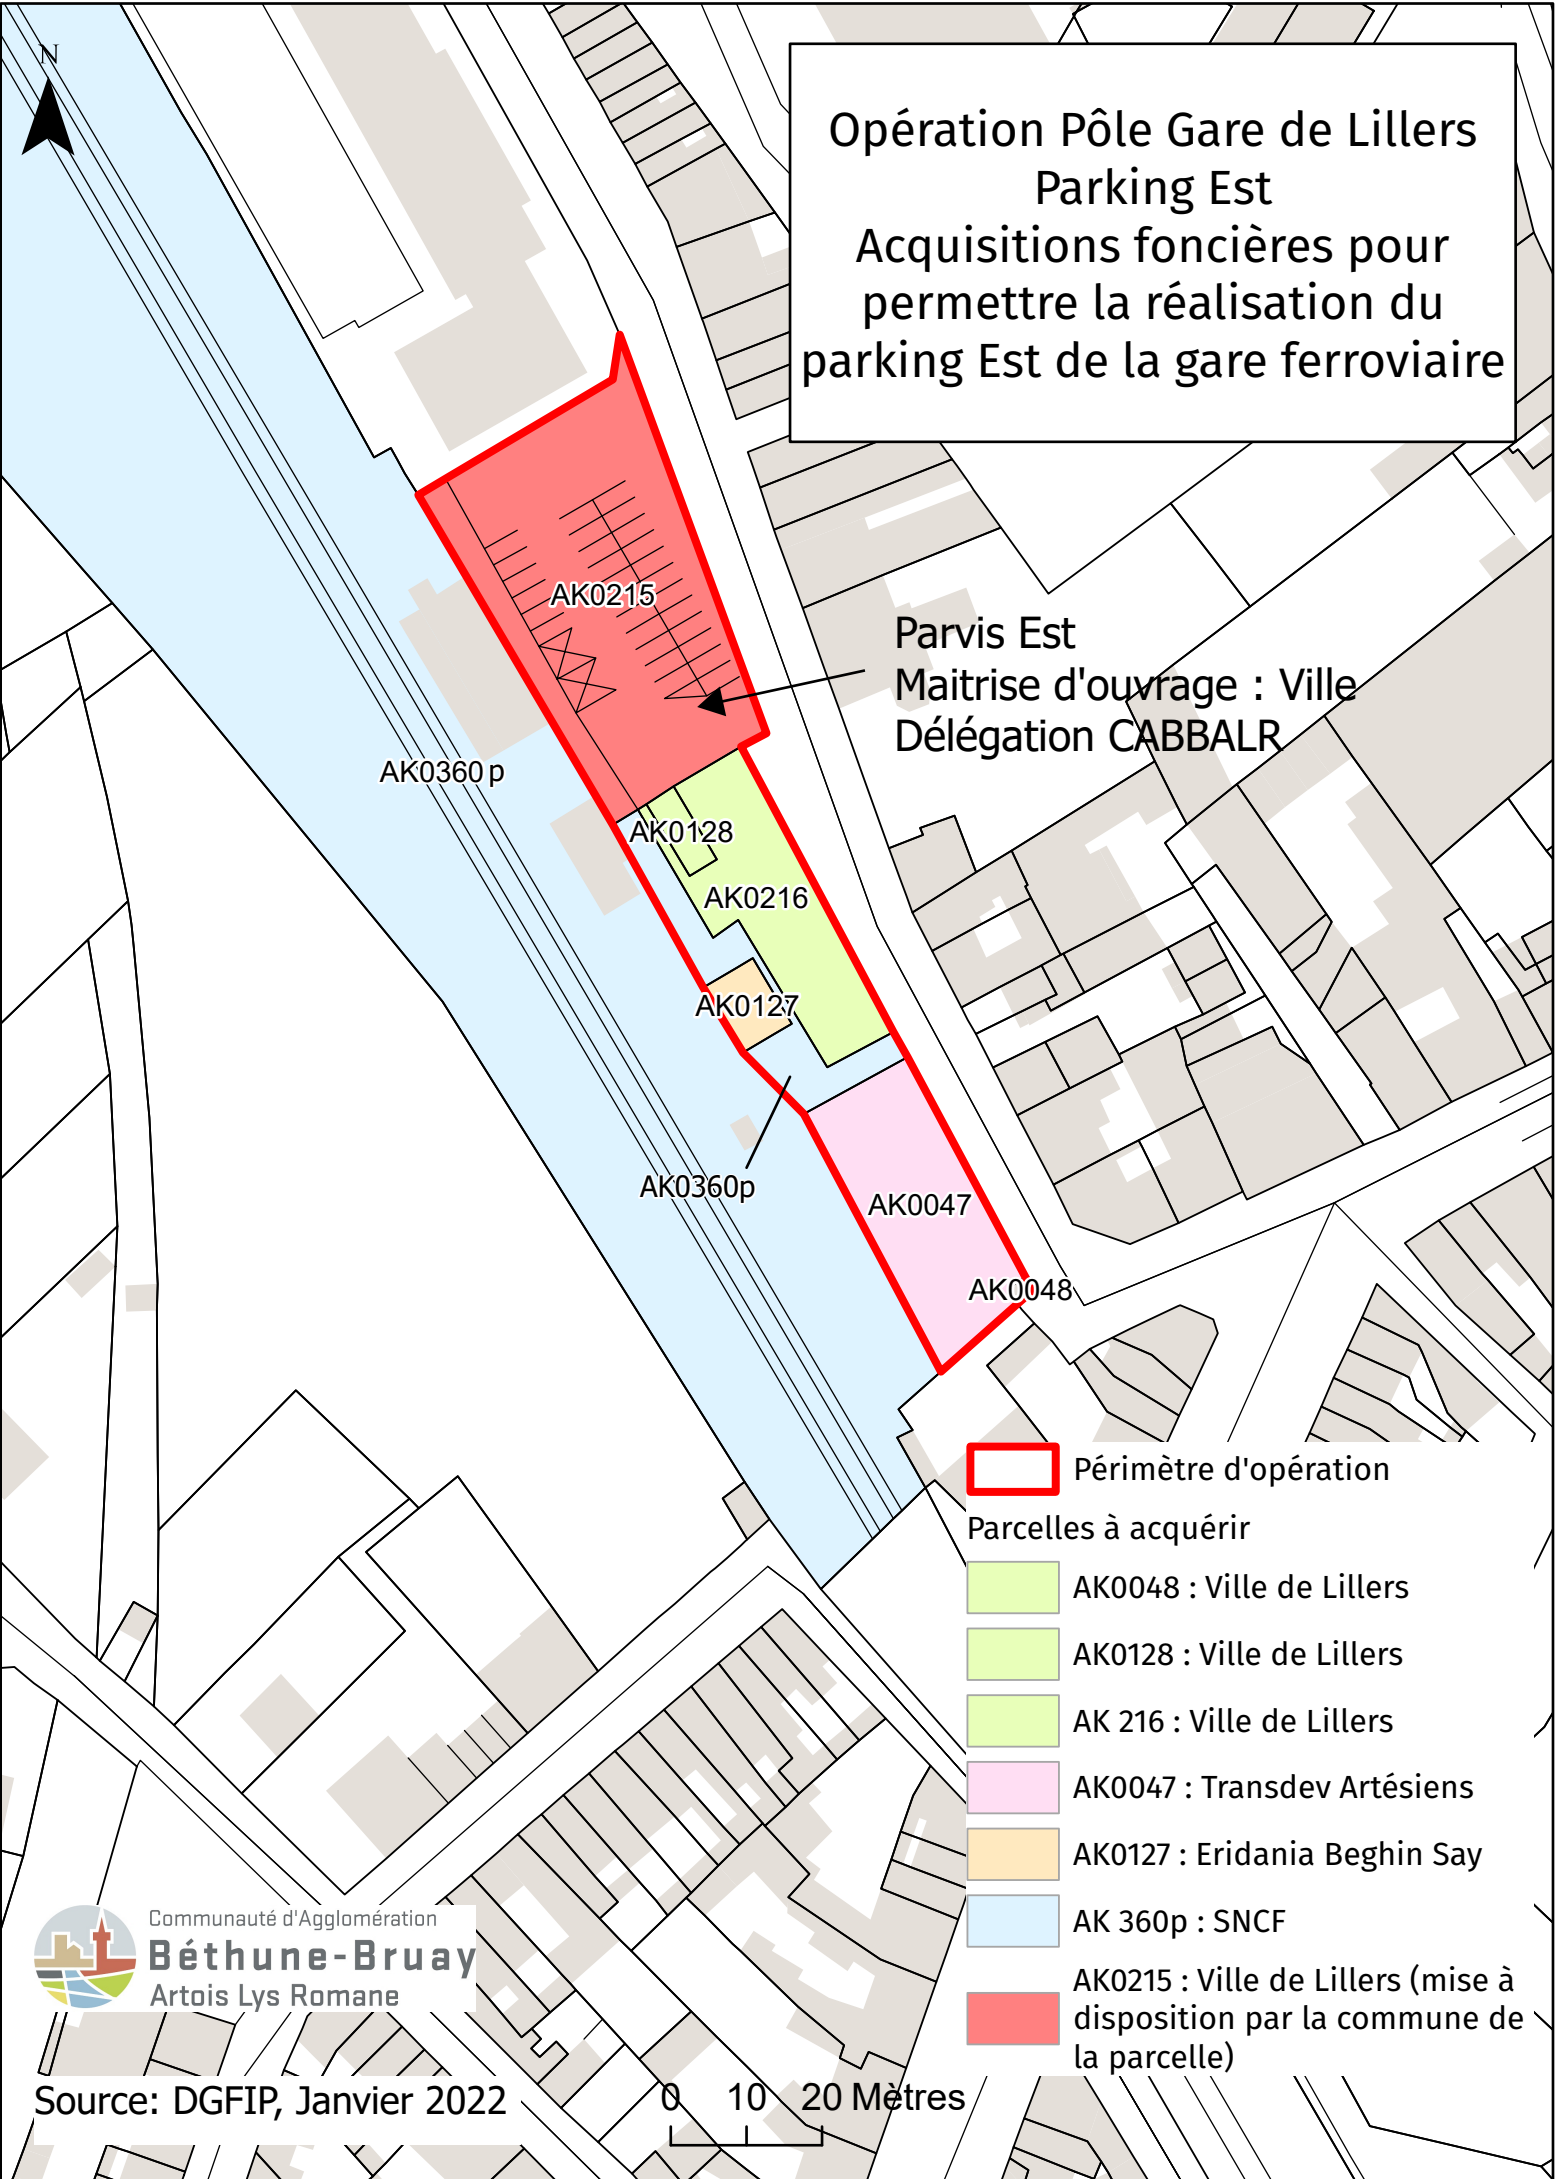 N
Opération Pôle Gare de Lillers
Parking Est
Acquisitions foncières pour
permettre la réalisation du
parking Est de la gare ferroviaire
AK0215
Parvis Est
Maitrise d'ouvrage : Ville
Délégation CABBALR
AK0360 p
AK0128
AK0216
AK0127
AK0360p
AK0047
AK0048
Périmètre d'opération
Parcelles à acquérir
AK0048 : Ville de Lillers
AK0128 : Ville de Lillers
AK 216 : Ville de Lillers
AK0047 : Transdev Artésiens
AK0127 : Eridania Beghin Say
AK 360p : SNCF
AK0215 : Ville de Lillers (mise à
disposition par la commune de
la parcelle)
Communauté d'Agglomération
Béthune-Bruay
Artois Lys Romane
Source: DGFIP, Janvier 2022
0 10 20 Mètres